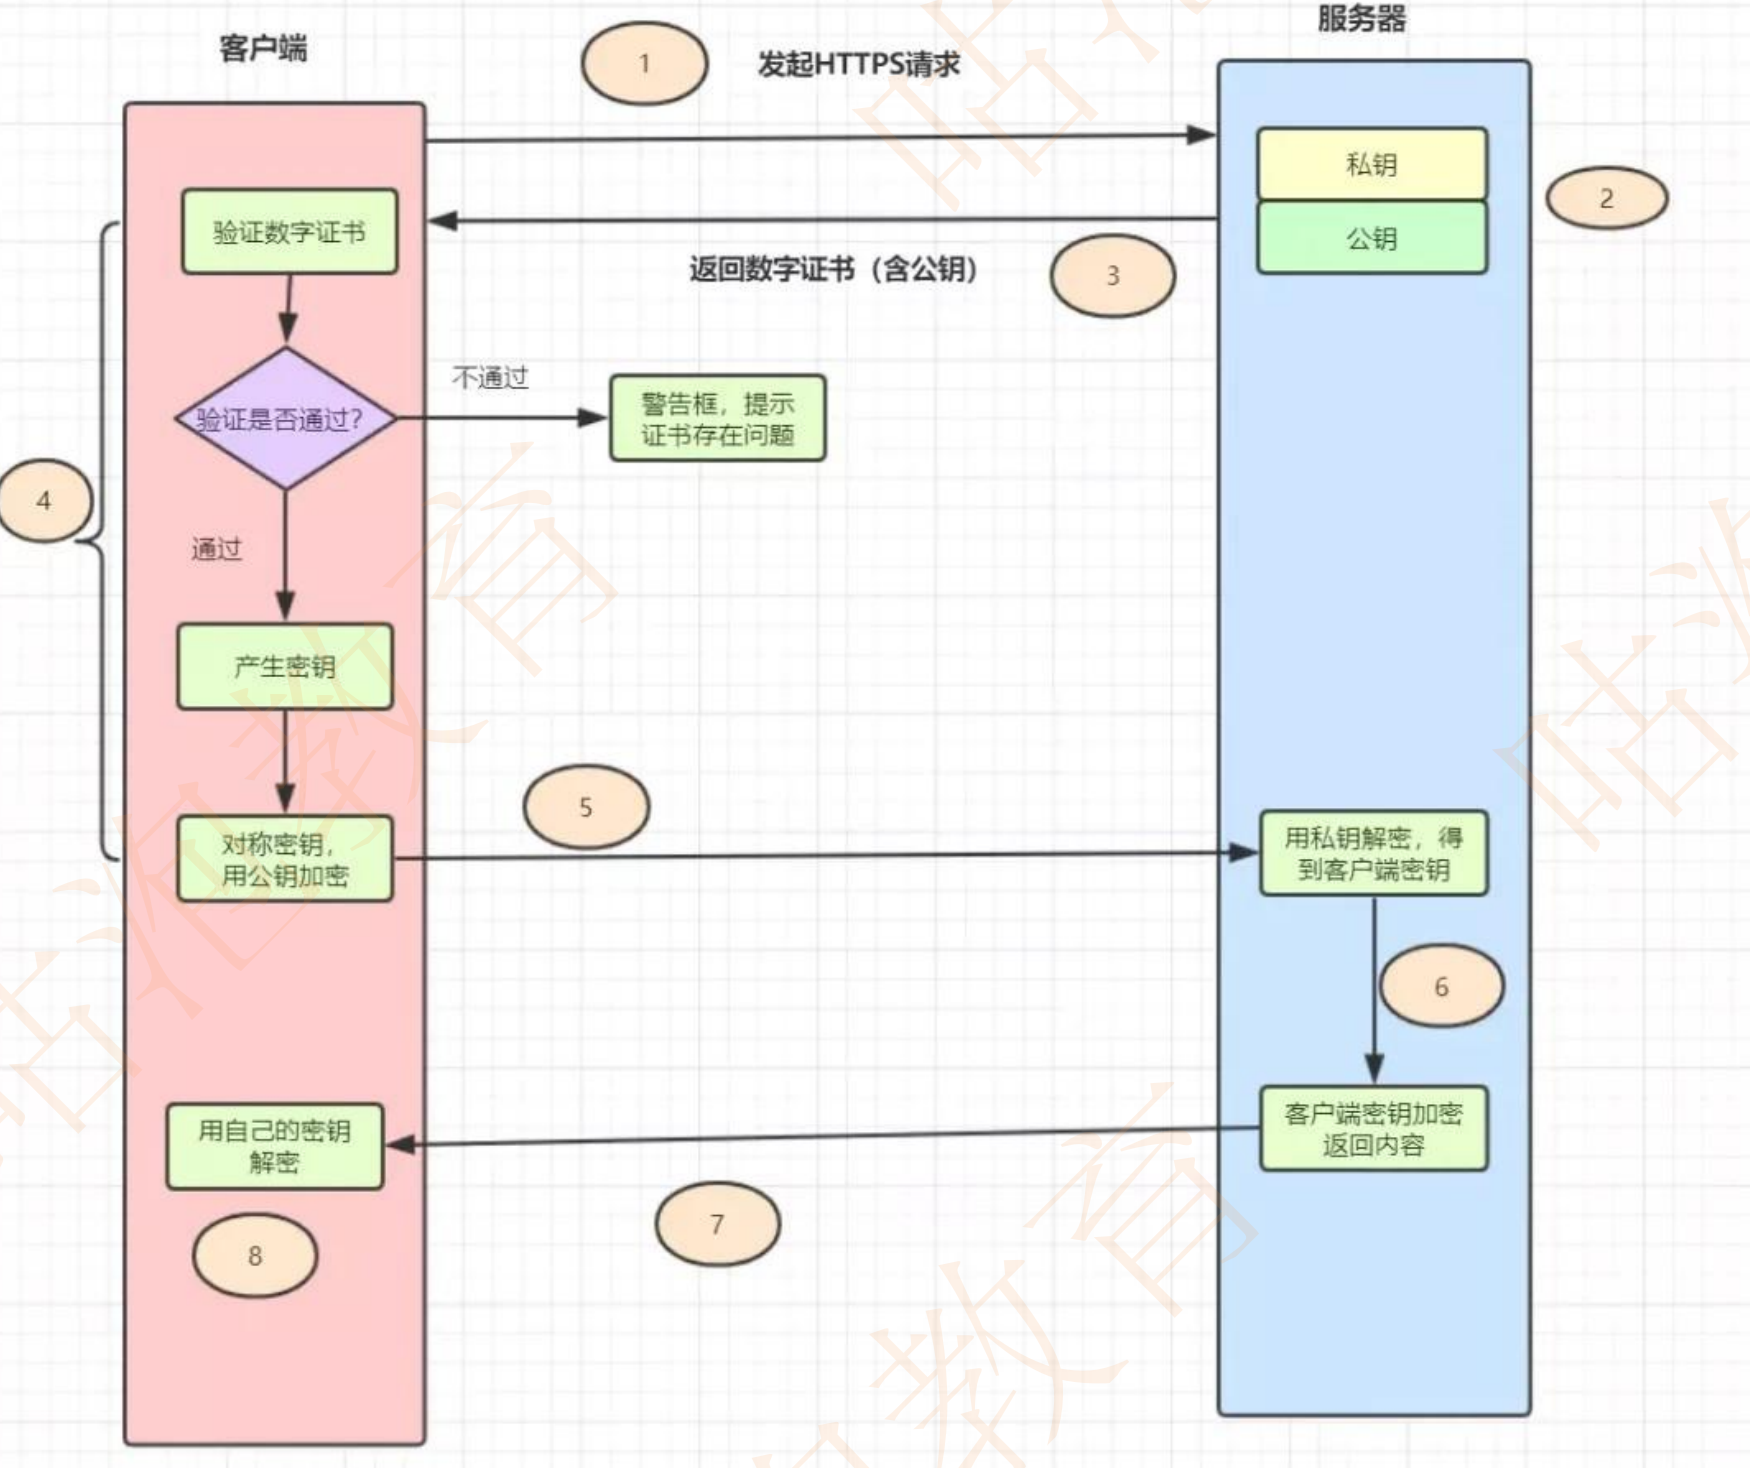 客户端
服务器
1
发起HTTPS请求
私钥
2
公钥
验证数字证书
返回数字证书（含公钥）
3
验证是否通过?
不通过
警告框，提示
证书存在问题
4
通过
产生密钥
5
对称密钥，
用公钥加密
用私钥解密，得
到客户端密钥
6
客户端密钥加密
返回内容
用自己的密钥
解密
7
8
咕泡教育